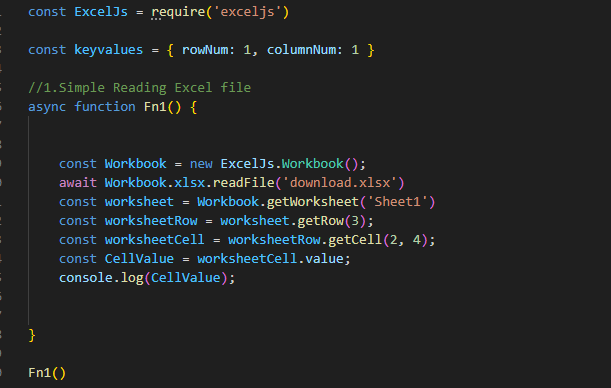 const ExcelJs = require('exceljs')
const keyvalues = { rowNum: 1, columnNum: 1 }
//1.Simple Reading Excel file
async function Fn1() {
const Workbook = new ExcelJs.Workbook();
await Workbook.xlsx.readFile('download.xlsx')
const worksheet = Workbook.getWorksheet('Sheet1')
const worksheetRow = worksheet.getRow(3);
const worksheetCell = worksheetRow.getCell(2, 4);
const CellValue = worksheetCell.value;
console.log(CellValue);
}
Fn1()